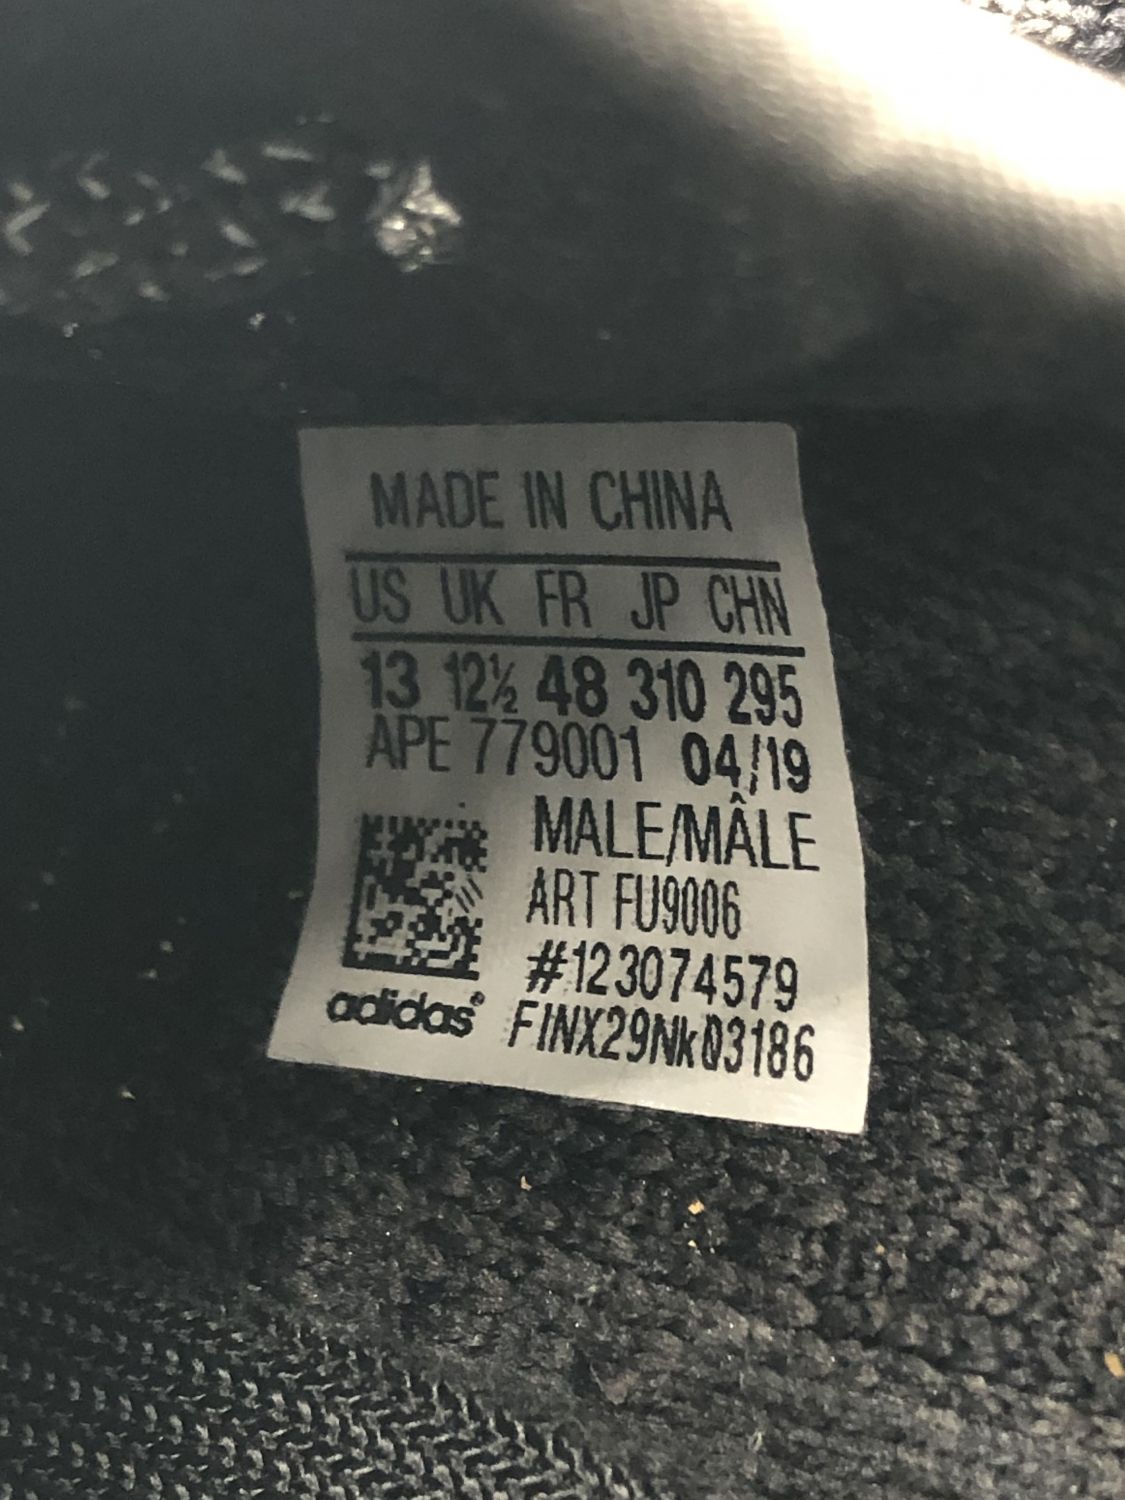 MADE IN CHINA
US UK FR JP CHN
13 12½ 48 310 295
APE 779001 04/19
MALE/MÂLE
ART FU9006
#123074579
adidas® FINX29Nk03186